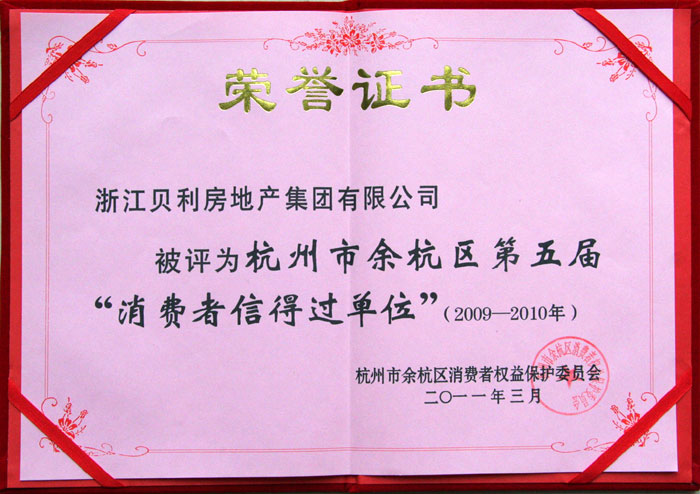 荣誉证书
浙江贝利房地产集团有限公司
被评为杭州市余杭区第五届
“消费者信得过单位”（2009—2010年）
杭州市余杭区消费者权益保护委员会
二〇一一年三月